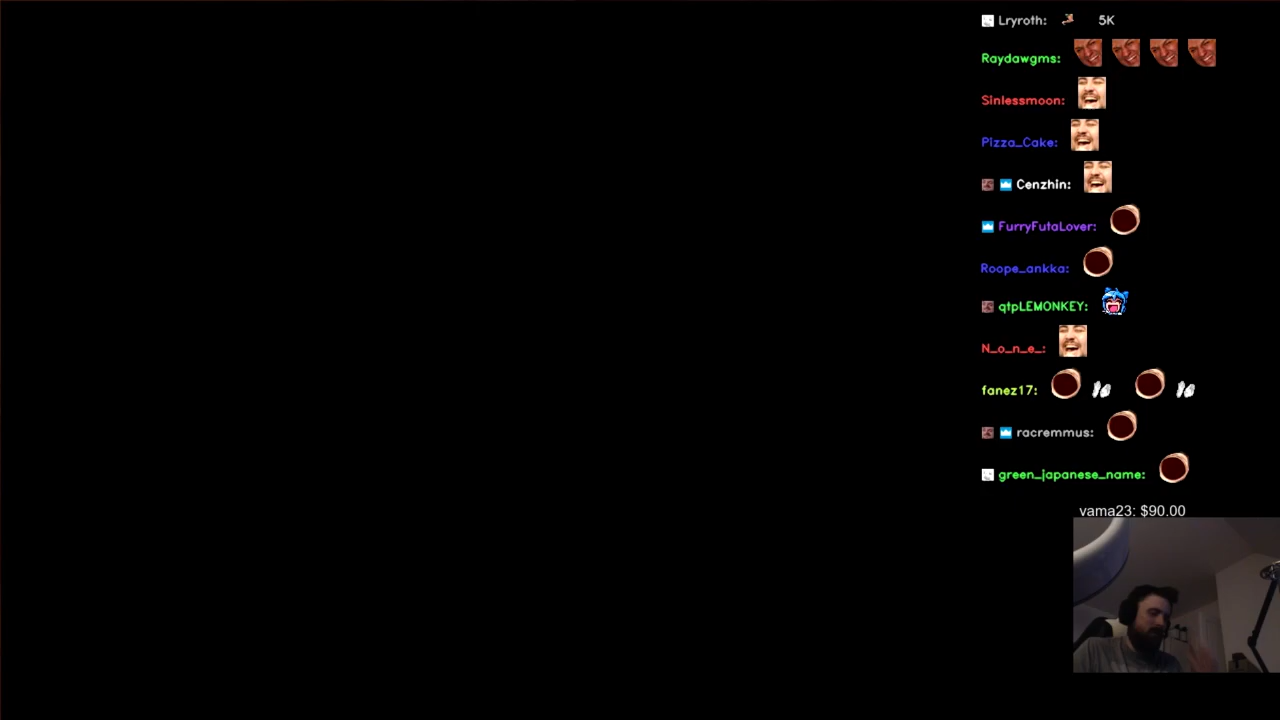 Lryroth: 5K
Raydawgms:
Sinlessmoon:
Pizza_Cake:
Cenzhin:
FurryFutaLover:
Roope_ankka:
qtpLEMONKEY:
N_o_n_e_:
fanez17:
racremmus:
green_japanese_name:
vama23: $90.00